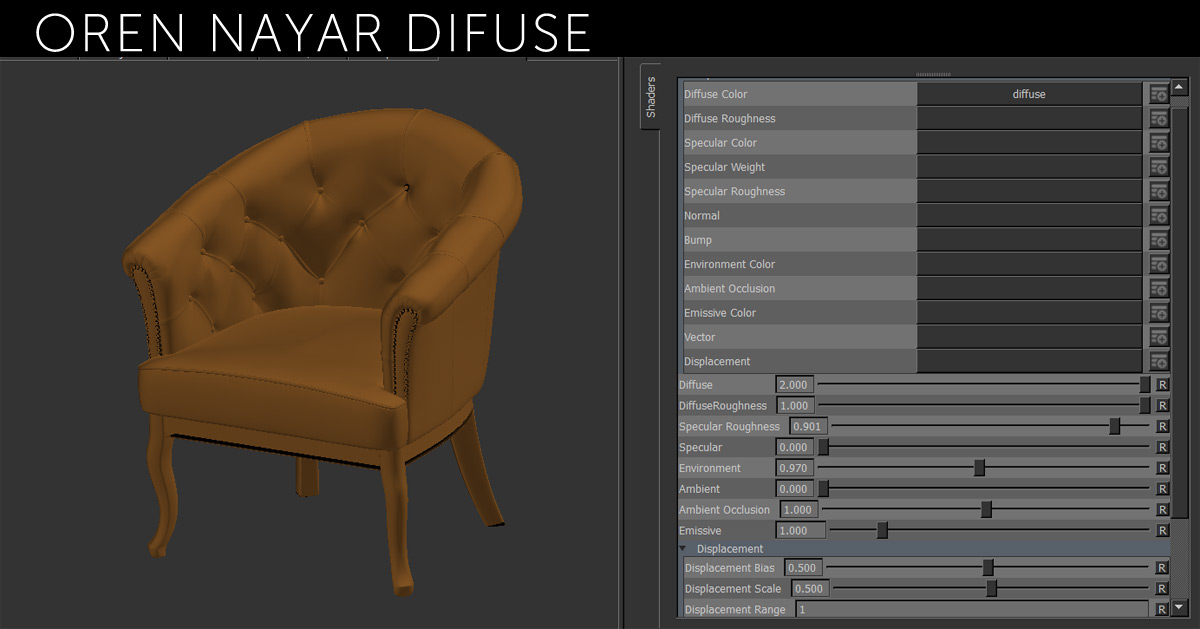 OREN NAYAR DIFUSE
Shaders
Diffuse Color diffuse
Diffuse Roughness
Specular Color
Specular Weight
Specular Roughness
Normal
Bump
Environment Color
Ambient Occlusion
Emissive Color
Vector
Displacement
Diffuse 2.000 R
DiffuseRoughness 1.000 R
Specular Roughness 0.901 R
Specular 0.000 R
Environment 0.970 R
Ambient 0.000 R
Ambient Occlusion 1.000 R
Emissive 1.000 R
Displacement
Displacement Bias 0.500 R
Displacement Scale 0.500 R
Displacement Range 1 R